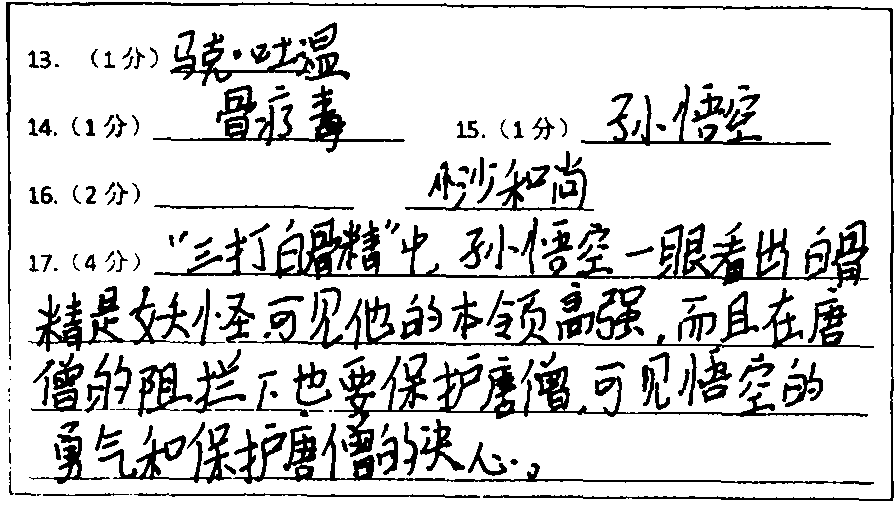 13. （1分）马克·吐温
14.（1分）骨疗毒 15.（1分）孙悟空
16.（2分） 沙和尚
17.（4分）“三打白骨精”中，孙悟空一眼看出白骨
精是妖怪可见他的本领高强，而且在唐
僧的阻拦下也要保护唐僧，可见悟空的
勇气和保护唐僧的决心。